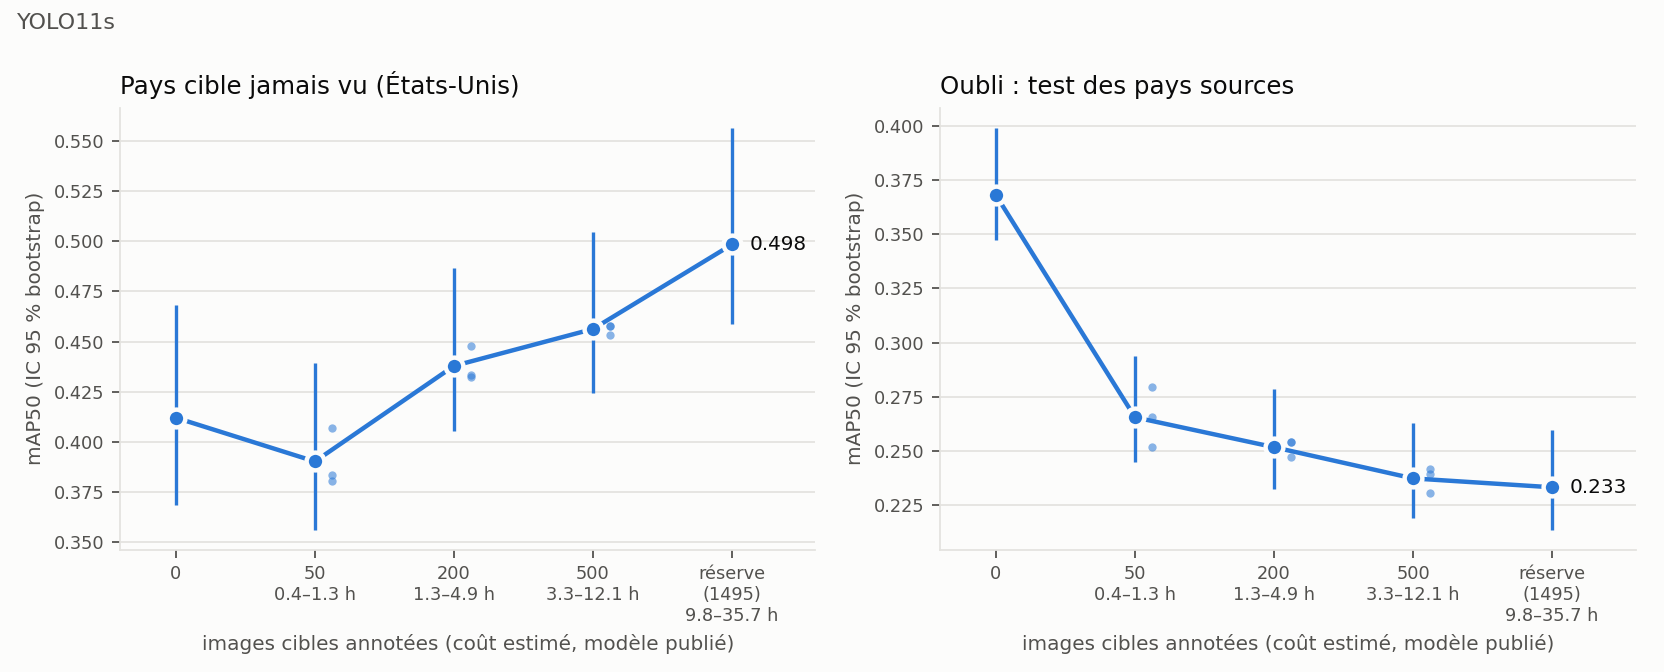 YOLO11s
Pays cible jamais vu (États-Unis)
mAP50 (IC 95 % bootstrap)
0.550
0.525
0.500
0.475
0.450
0.425
0.400
0.375
0.350
0.498
0
50
200
500
réserve
0.4–1.3 h
1.3–4.9 h
3.3–12.1 h
(1495)
9.8–35.7 h
images cibles annotées (coût estimé, modèle publié)
Oubli : test des pays sources
mAP50 (IC 95 % bootstrap)
0.400
0.375
0.350
0.325
0.300
0.275
0.250
0.225
0.233
0
50
200
500
réserve
0.4–1.3 h
1.3–4.9 h
3.3–12.1 h
(1495)
9.8–35.7 h
images cibles annotées (coût estimé, modèle publié)